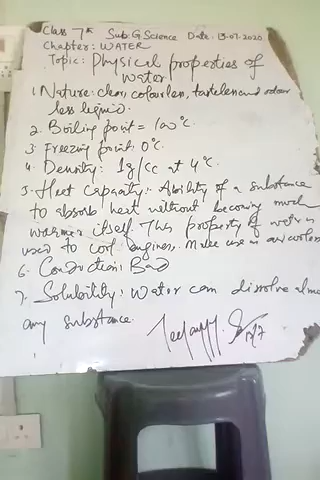 Class 7th Sub: G Science Date: 13-07-2020
Chapter: WATER
Topic: Physical properties of
water
1. Nature: clear, colourless, tasteless and odour
less liquid.
2. Boiling point = 100°C.
3. Freezing point: 0°C.
4. Density: 1g/cc at 4°C.
5. Heat Capacity: Ability of a substance
to absorb heat without becoming much
warmer itself. This property of water is
used to cool engines. Make use in
6. Conduction: Bad
7. Solubility: Water can dissolve almo
any substance.